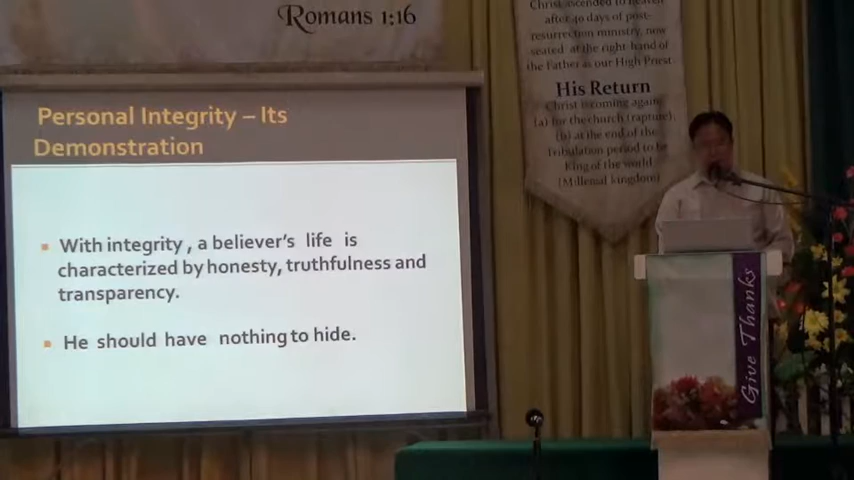 Romans 1:16
Personal Integrity – Its
Demonstration
With integrity , a believer's life is
characterized by honesty, truthfulness and
transparency.
He should have nothing to hide.
Christ ascended to heaven
after 40 days of post-
resurrection ministry, now
seated at the right hand of
the Father as our High Priest
His Return
Christ is coming again
(a) for the church (rapture)
(b) at the end of the
Tribulation period to be
King of the world
(Millenial kingdom)
Give Thanks